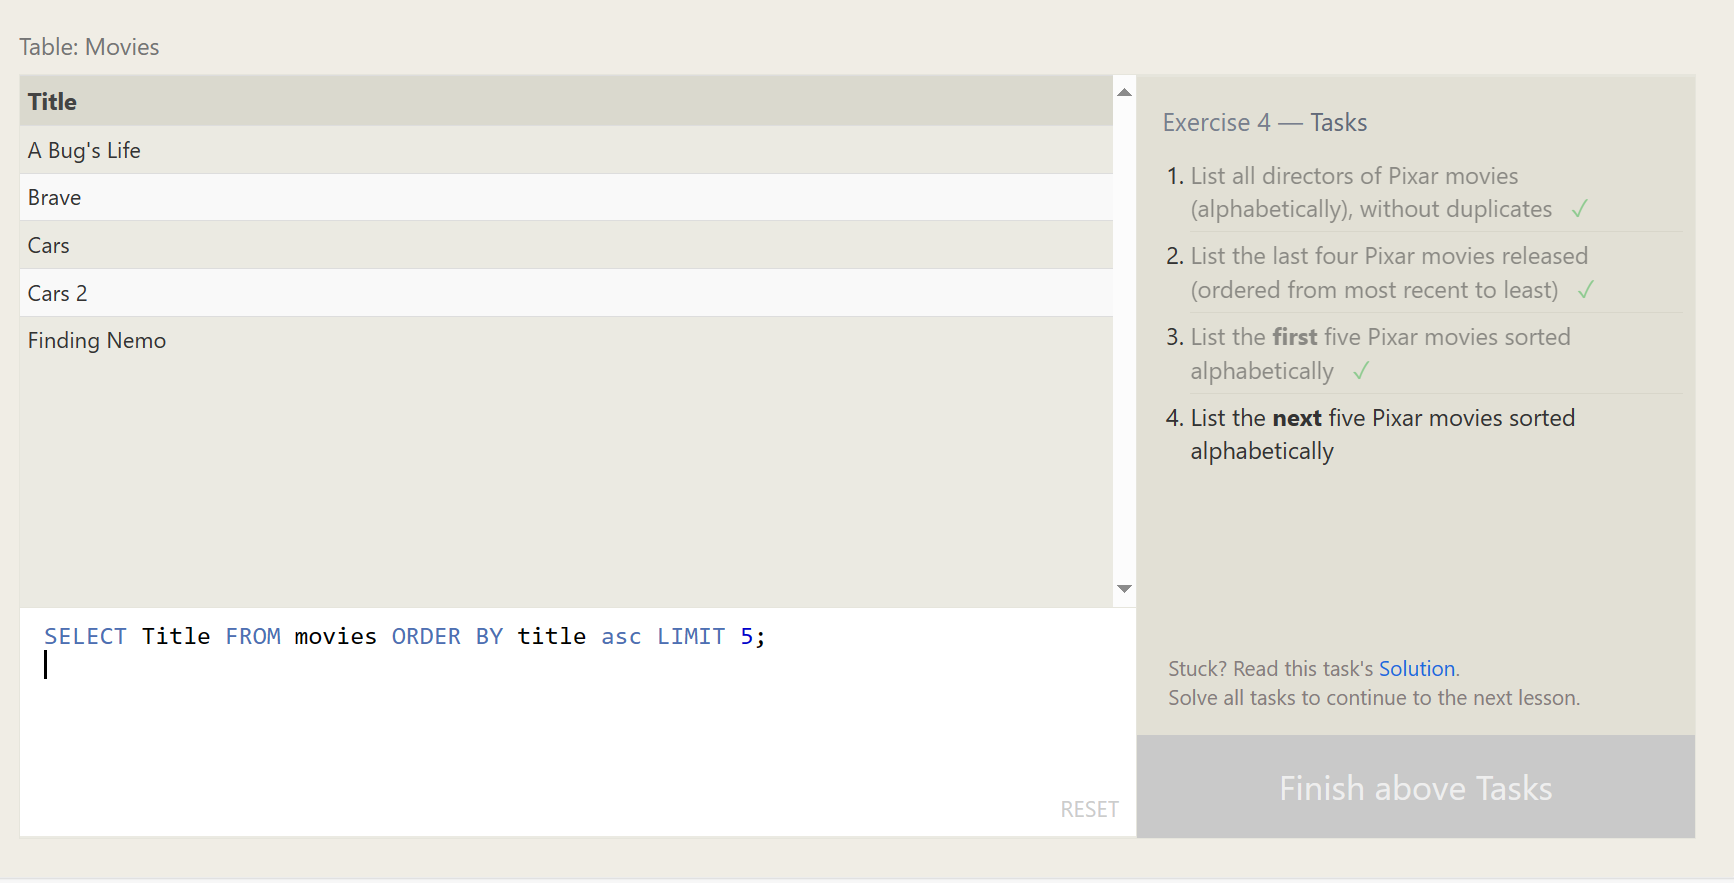 Table: Movies
Title
A Bug's Life
Brave
Cars
Cars 2
Finding Nemo
SELECT Title FROM movies ORDER BY title asc LIMIT 5;
RESET
Exercise 4 — Tasks
1. List all directors of Pixar movies
(alphabetically), without duplicates ✓
2. List the last four Pixar movies released
(ordered from most recent to least) ✓
3. List the first five Pixar movies sorted
alphabetically ✓
4. List the next five Pixar movies sorted
alphabetically
Stuck? Read this task's Solution.
Solve all tasks to continue to the next lesson.
Finish above Tasks